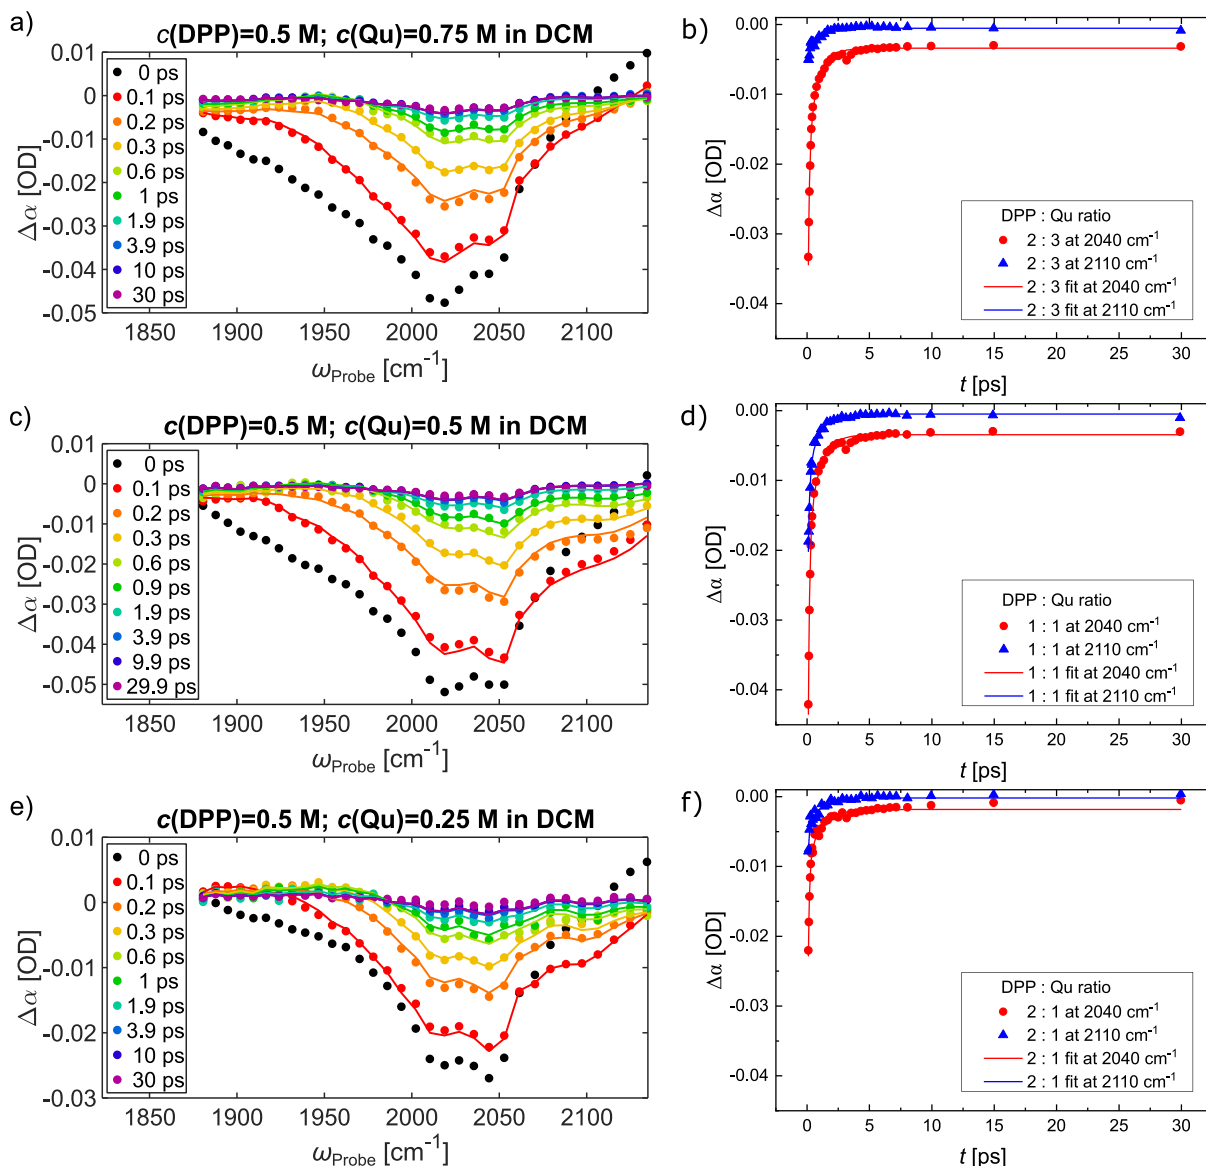 a)
c(DPP)=0.5 M; c(Qu)=0.75 M in DCM
0.01
0
-0.01
-0.02
-0.03
-0.04
-0.05
Δα [OD]
0 ps
0.1 ps
0.2 ps
0.3 ps
0.6 ps
1 ps
1.9 ps
3.9 ps
10 ps
30 ps
1850 1900 1950 2000 2050 2100
ωProbe [cm-1]
b)
0.00
-0.01
-0.02
-0.03
-0.04
Δα [OD]
DPP : Qu ratio
2 : 3 at 2040 cm-1
2 : 3 at 2110 cm-1
2 : 3 fit at 2040 cm-1
2 : 3 fit at 2110 cm-1
0 5 10 15 20 25 30
t [ps]
c)
c(DPP)=0.5 M; c(Qu)=0.5 M in DCM
0.01
0
-0.01
-0.02
-0.03
-0.04
-0.05
Δα [OD]
0 ps
0.1 ps
0.2 ps
0.3 ps
0.6 ps
0.9 ps
1.9 ps
3.9 ps
9.9 ps
29.9 ps
1850 1900 1950 2000 2050 2100
ωProbe [cm-1]
d)
0.00
-0.01
-0.02
-0.03
-0.04
Δα [OD]
DPP : Qu ratio
1 : 1 at 2040 cm-1
1 : 1 at 2110 cm-1
1 : 1 fit at 2040 cm-1
1 : 1 fit at 2110 cm-1
0 5 10 15 20 25 30
t [ps]
e)
c(DPP)=0.5 M; c(Qu)=0.25 M in DCM
0.01
0
-0.01
-0.02
-0.03
Δα [OD]
0 ps
0.1 ps
0.2 ps
0.3 ps
0.6 ps
1 ps
1.9 ps
3.9 ps
10 ps
30 ps
1850 1900 1950 2000 2050 2100
ωProbe [cm-1]
f)
0.00
-0.01
-0.02
-0.03
-0.04
Δα [OD]
DPP : Qu ratio
2 : 1 at 2040 cm-1
2 : 1 at 2110 cm-1
2 : 1 fit at 2040 cm-1
2 : 1 fit at 2110 cm-1
0 5 10 15 20 25 30
t [ps]